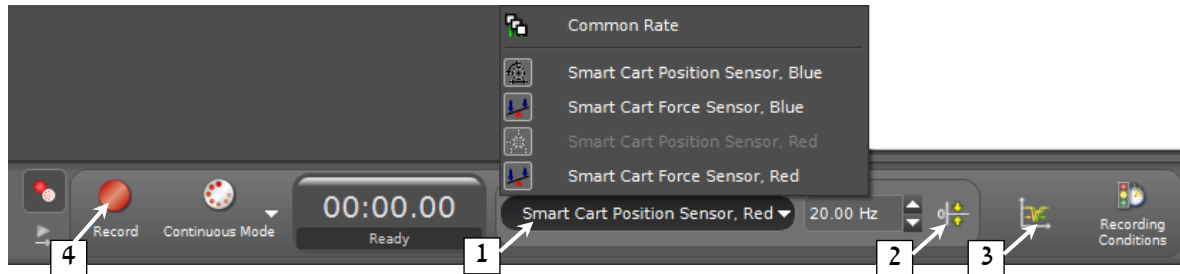 Common Rate
Smart Cart Position Sensor, Blue
Smart Cart Force Sensor, Blue
Smart Cart Position Sensor, Red
Smart Cart Force Sensor, Red
Record
Continuous Mode
00:00.00
Ready
Smart Cart Position Sensor, Red
20.00 Hz
0
Recording
Conditions
4
1
2
3